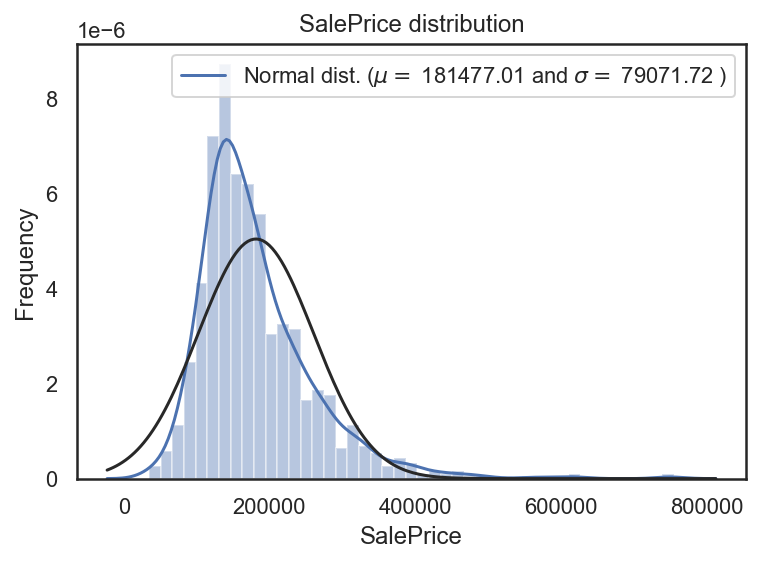 SalePrice distribution
1e−6
Normal dist. (μ = 181477.01 and σ = 79071.72 )
8
6
4
2
0
Frequency
0 200000 400000 600000 800000
SalePrice